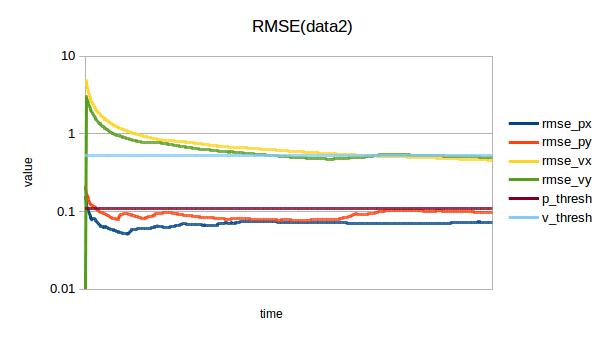 RMSE(data2)
10
1
0.1
0.01
value
time
rmse_px
rmse_py
rmse_vx
rmse_vy
p_thresh
v_thresh